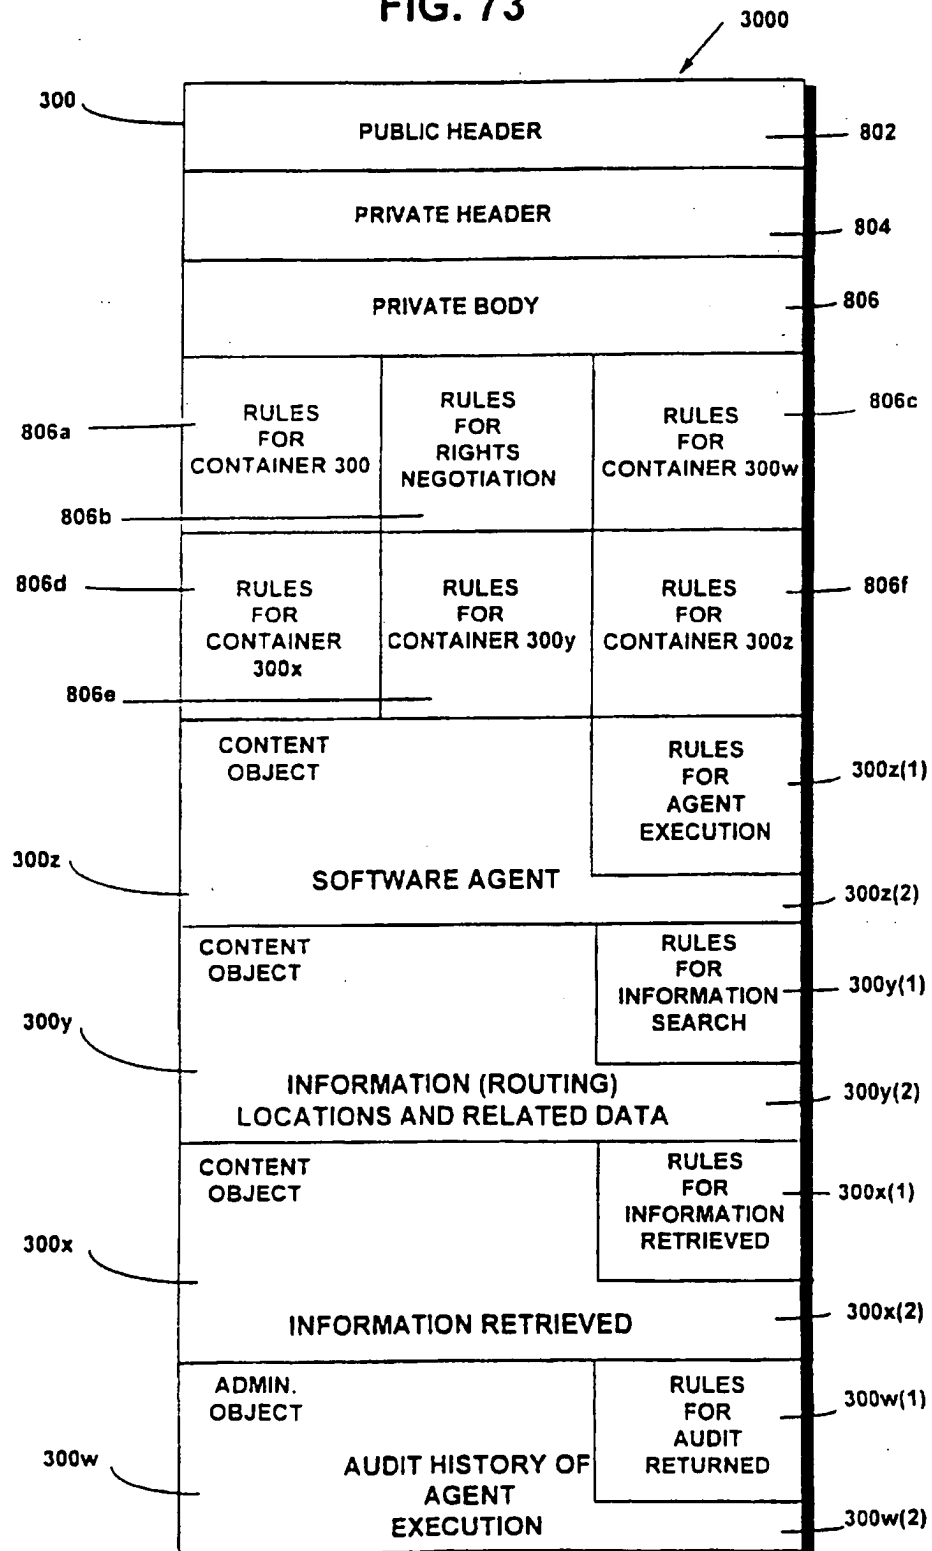 FIG. 73
3000
300
PUBLIC HEADER
802
PRIVATE HEADER
804
PRIVATE BODY
806
806a
RULES
FOR
CONTAINER 300
806b
RULES
FOR
RIGHTS
NEGOTIATION
RULES
FOR
CONTAINER 300w
806c
806d
RULES
FOR
CONTAINER
300x
806e
RULES
FOR
CONTAINER 300y
RULES
FOR
CONTAINER 300z
806f
CONTENT
OBJECT
RULES
FOR
AGENT
EXECUTION
300z(1)
300z
SOFTWARE AGENT
300z(2)
CONTENT
OBJECT
RULES
FOR
INFORMATION
SEARCH
300y(1)
300y
INFORMATION (ROUTING)
LOCATIONS AND RELATED DATA
300y(2)
CONTENT
OBJECT
RULES
FOR
INFORMATION
RETRIEVED
300x(1)
300x
INFORMATION RETRIEVED
300x(2)
ADMIN.
OBJECT
RULES
FOR
AUDIT
RETURNED
300w(1)
300w
AUDIT HISTORY OF
AGENT
EXECUTION
300w(2)